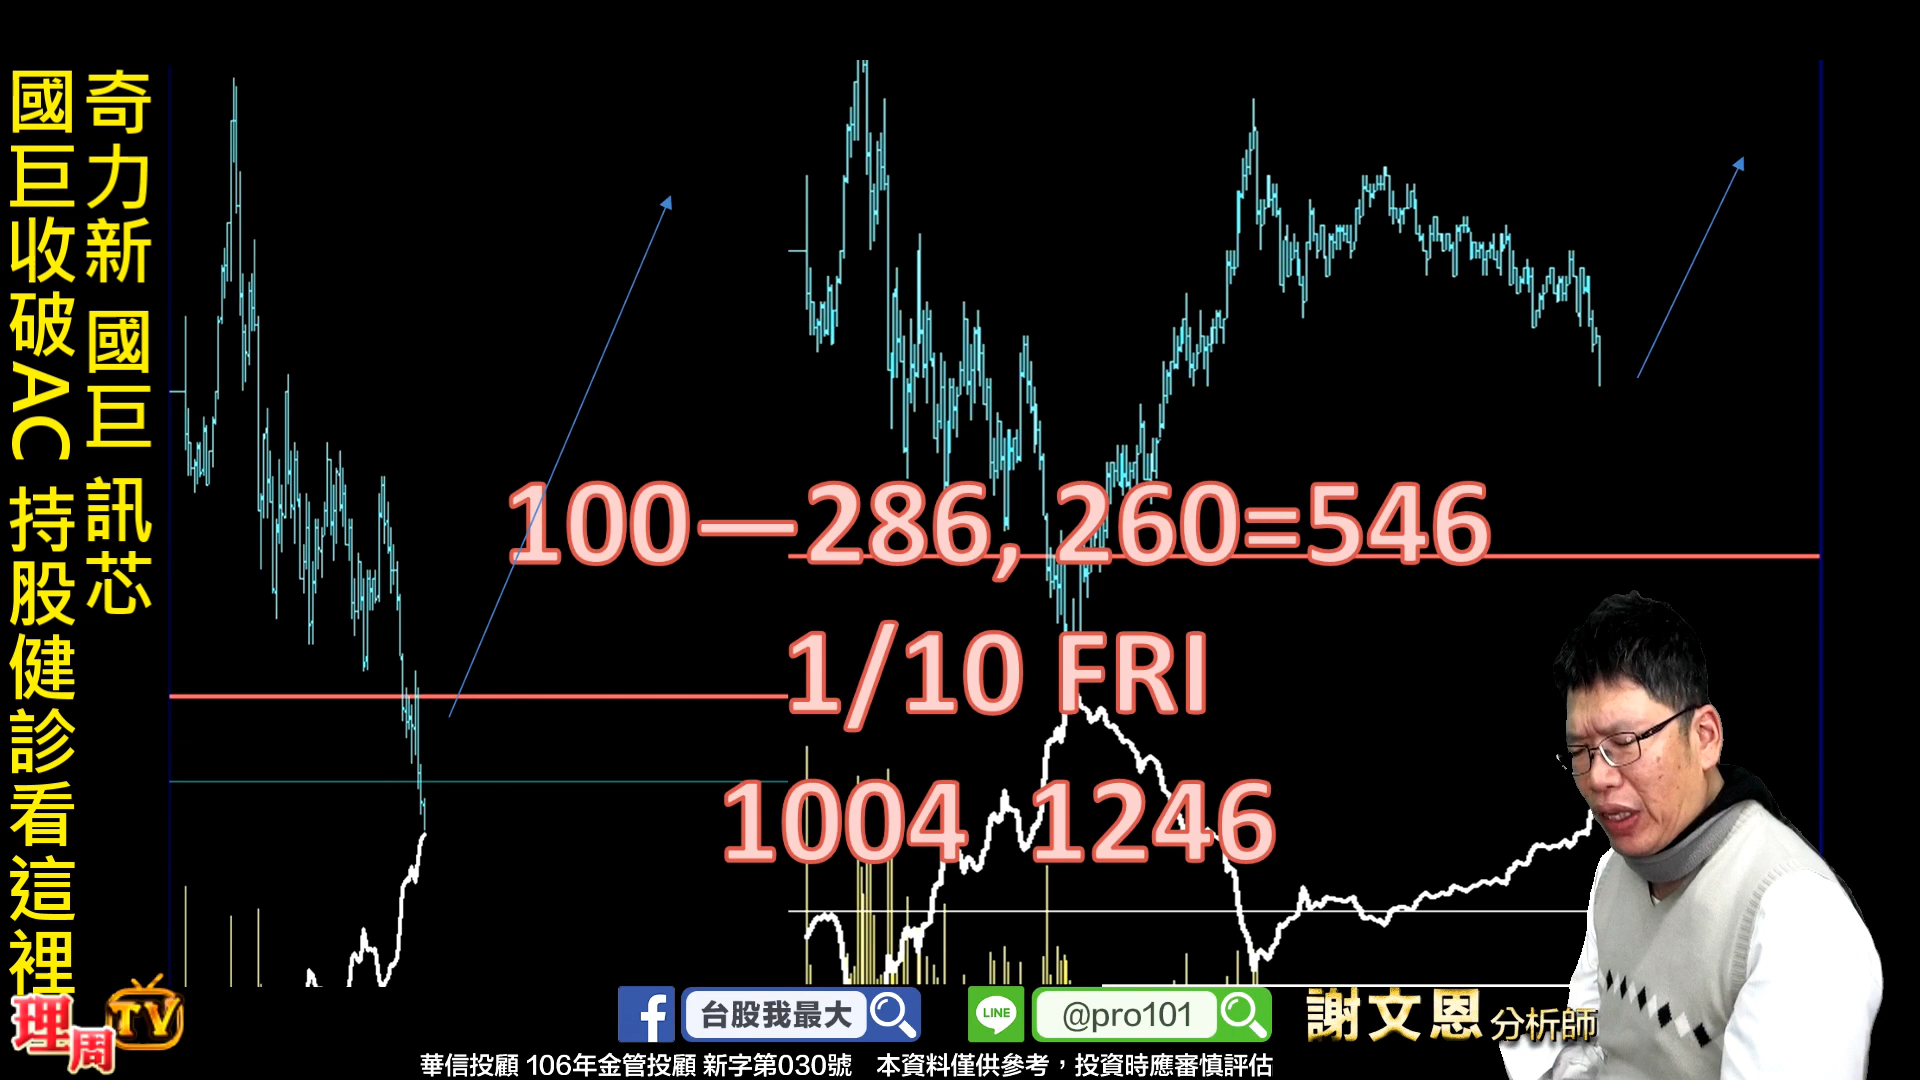 奇力新 國巨 訊芯
國巨收破AC 持股健診看這裡
100—286, 260=546
1/10 FRI
1004 1246
理周TV
台股我最大
LINE @pro101
謝文恩 分析師
華信投顧 106年金管投顧 新字第030號 本資料僅供參考，投資時應審慎評估